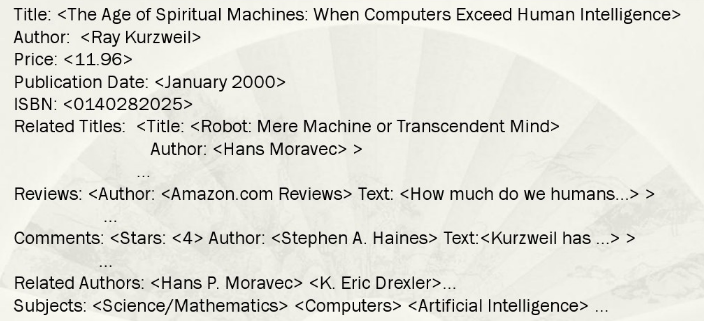 Title: <The Age of Spiritual Machines: When Computers Exceed Human Intelligence>
Author: <Ray Kurzweil>
Price: <11.96>
Publication Date: <January 2000>
ISBN: <0140282025>
Related Titles: <Title: <Robot: Mere Machine or Transcendent Mind>
Author: <Hans Moravec> >
...
Reviews: <Author: <Amazon.com Reviews> Text: <How much do we humans...> >
...
Comments: <Stars: <4> Author: <Stephen A. Haines> Text:<Kurzweil has ...> >
...
Related Authors: <Hans P. Moravec> <K. Eric Drexler>...
Subjects: <Science/Mathematics> <Computers> <Artificial Intelligence> ...